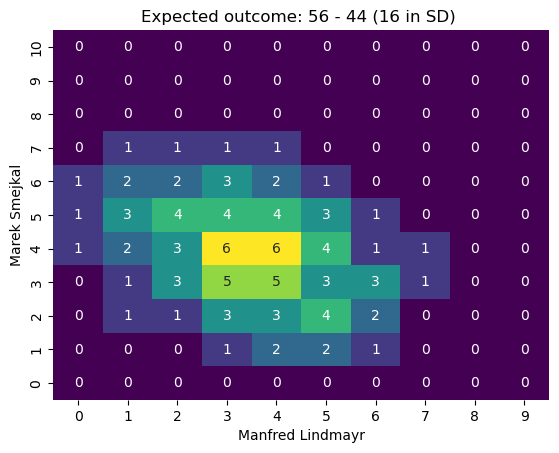 Expected outcome: 56 - 44 (16 in SD)
10 0 0 0 0 0 0 0 0 0 0
9 0 0 0 0 0 0 0 0 0 0
8 0 0 0 0 0 0 0 0 0 0
7 0 1 1 1 1 0 0 0 0 0
6 1 2 2 3 2 1 0 0 0 0
5 1 3 4 4 4 3 1 0 0 0
4 1 2 3 6 6 4 1 1 0 0
3 0 1 3 5 5 3 3 1 0 0
2 0 1 1 3 3 4 2 0 0 0
1 0 0 0 1 2 2 1 0 0 0
0 0 0 0 0 0 0 0 0 0 0
0 1 2 3 4 5 6 7 8 9
Manfred Lindmayr
Marek Smejkal